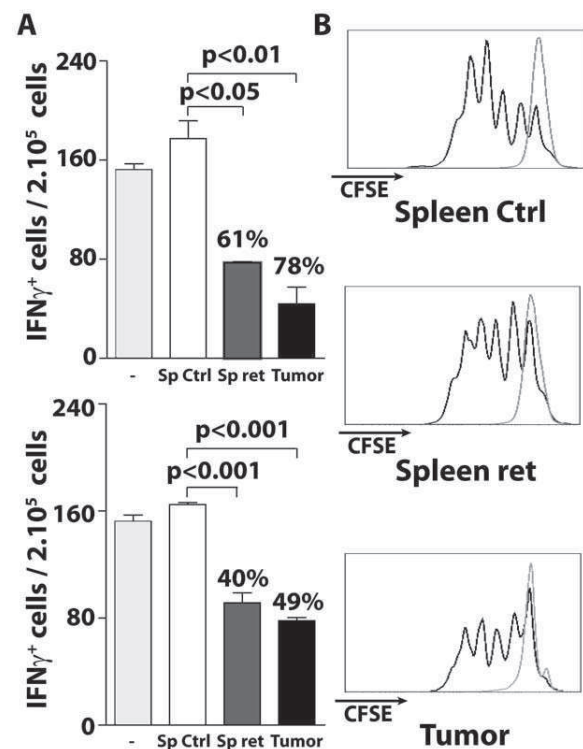 A
240
160
80
0
IFNγ⁺ cells / 2.10⁵ cells
p<0.01
p<0.05
61%
78%
-
Sp Ctrl
Sp ret
Tumor
240
160
80
0
IFNγ⁺ cells / 2.10⁵ cells
p<0.001
p<0.001
40%
49%
-
Sp Ctrl
Sp ret
Tumor
B
CFSE
Spleen Ctrl
CFSE
Spleen ret
CFSE
Tumor